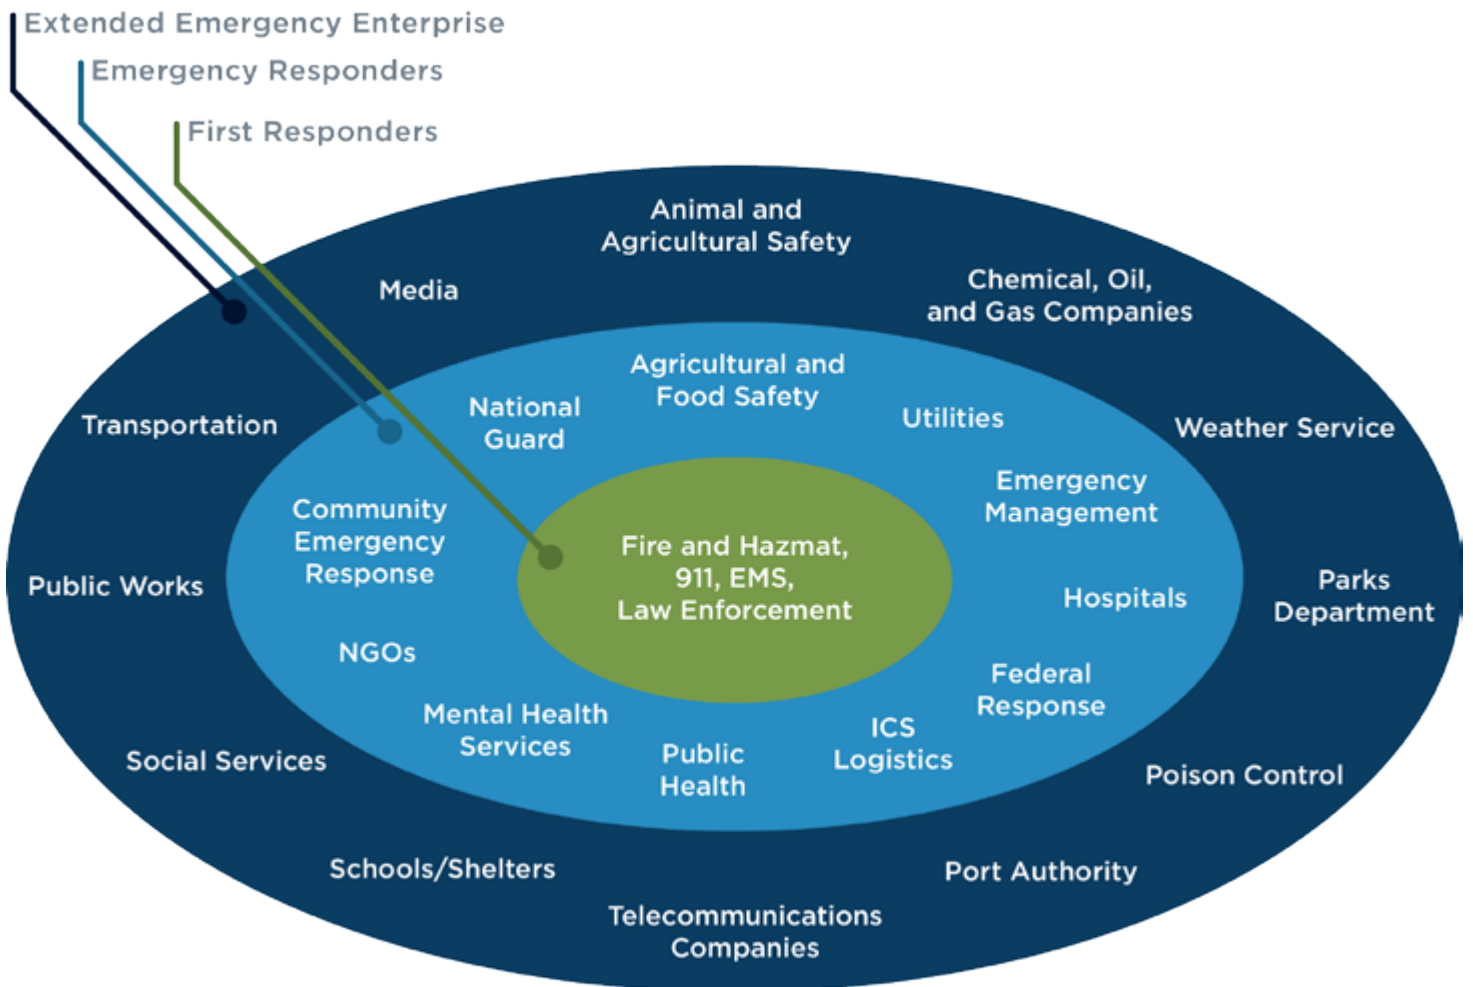 Extended Emergency Enterprise
Emergency Responders
First Responders
Animal and
Agricultural Safety
Media
Chemical, Oil,
and Gas Companies
Transportation
Weather Service
Public Works
Parks
Department
Social Services
Poison Control
Schools/Shelters
Port Authority
Telecommunications
Companies
Agricultural and
Food Safety
National
Guard
Utilities
Community
Emergency
Response
Emergency
Management
Hospitals
NGOs
Federal
Response
Mental Health
Services
ICS
Logistics
Public
Health
Fire and Hazmat,
911, EMS,
Law Enforcement